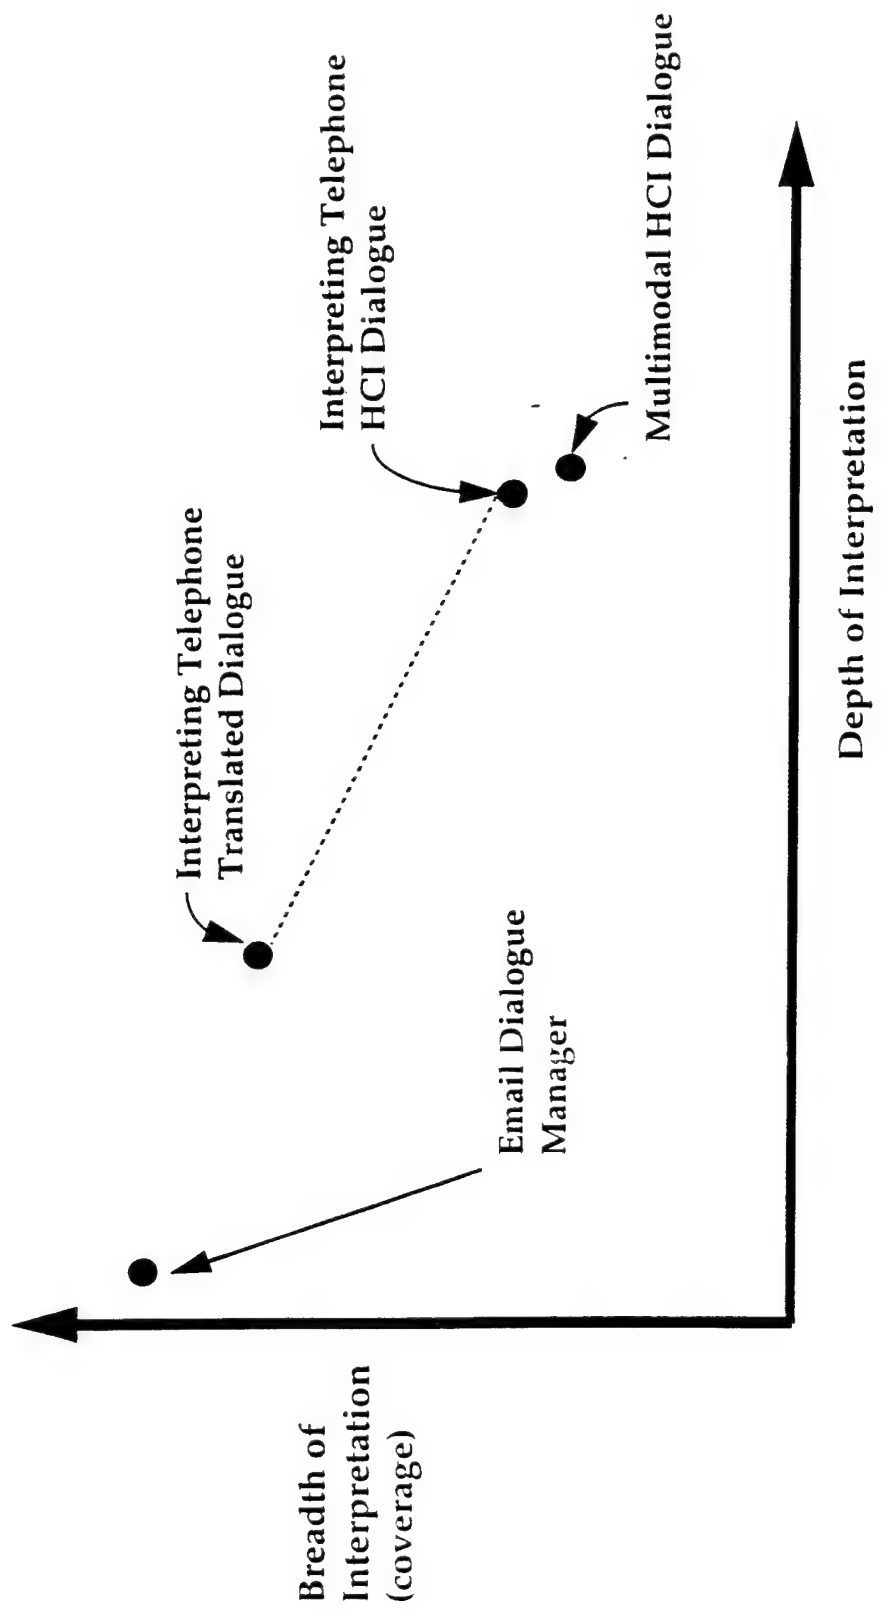 Breadth of
Interpretation
(coverage)
Email Dialogue
Manager
Interpreting Telephone
Translated Dialogue
Interpreting Telephone
HCI Dialogue
Multimodal HCI Dialogue
Depth of Interpretation